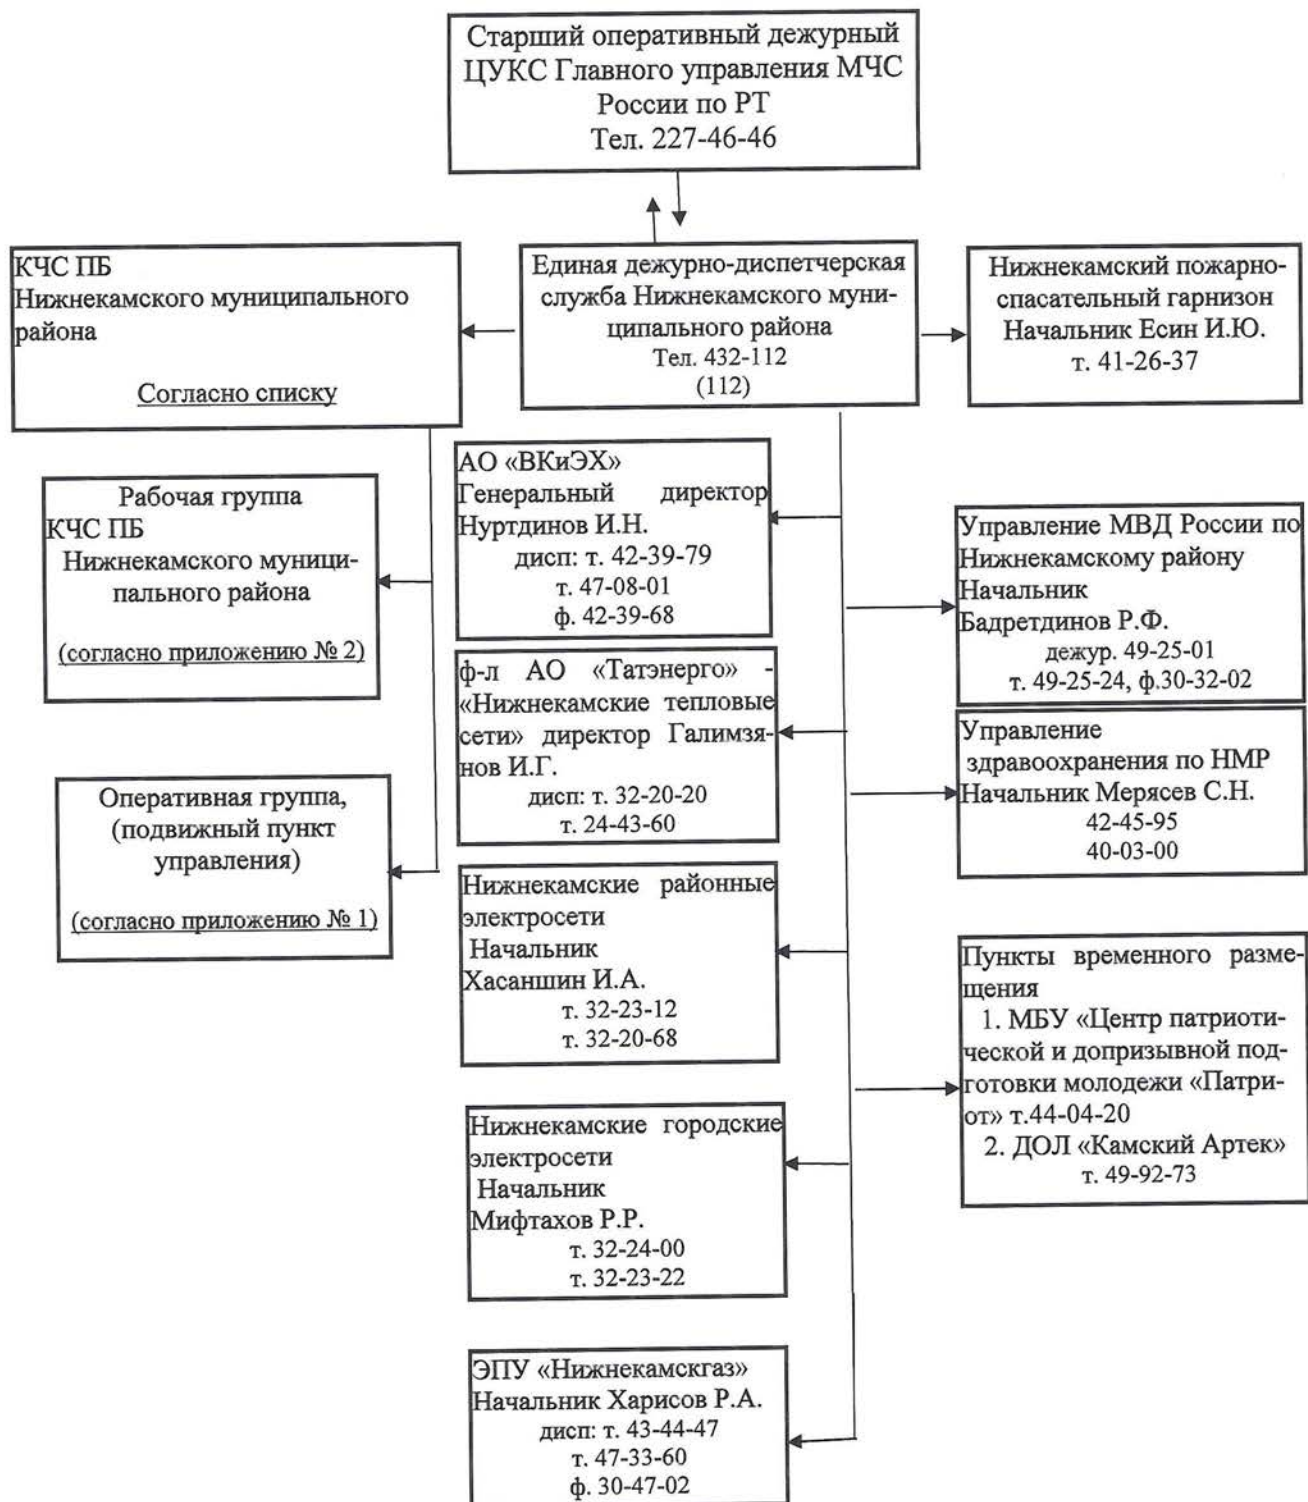 Старший оперативный дежурный
ЦУКС Главного управления МЧС
России по РТ
Тел. 227-46-46
КЧС ПБ
Нижнекамского муниципального
района
Согласно списку
Единая дежурно-диспетчерская
служба Нижнекамского муни-
ципального района
Тел. 432-112
(112)
Нижнекамский пожарно-
спасательный гарнизон
Начальник Есин И.Ю.
т. 41-26-37
Рабочая группа
КЧС ПБ
Нижнекамского муници-
пального района
(согласно приложению № 2)
Оперативная группа,
(подвижный пункт
управления)
(согласно приложению № 1)
АО «ВКиЭХ»
Генеральный директор
Нуртдинов И.Н.
дисп: т. 42-39-79
т. 47-08-01
ф. 42-39-68
ф-л АО «Татэнерго» -
«Нижнекамские тепловые
сети» директор Галимзя-
нов И.Г.
дисп: т. 32-20-20
т. 24-43-60
Нижнекамские районные
электросети
Начальник
Хасаншин И.А.
т. 32-23-12
т. 32-20-68
Нижнекамские городские
электросети
Начальник
Мифтахов Р.Р.
т. 32-24-00
т. 32-23-22
ЭПУ «Нижнекамскгаз»
Начальник Харисов Р.А.
дисп: т. 43-44-47
т. 47-33-60
ф. 30-47-02
Управление МВД России по
Нижнекамскому району
Начальник
Бадретдинов Р.Ф.
дежур. 49-25-01
т. 49-25-24, ф.30-32-02
Управление
здравоохранения по НМР
Начальник Мерясев С.Н.
42-45-95
40-03-00
Пункты временного разме-
щения
1. МБУ «Центр патриоти-
ческой и допризывной под-
готовки молодежи «Патри-
от» т.44-04-20
2. ДОЛ «Камский Артек»
т. 49-92-73